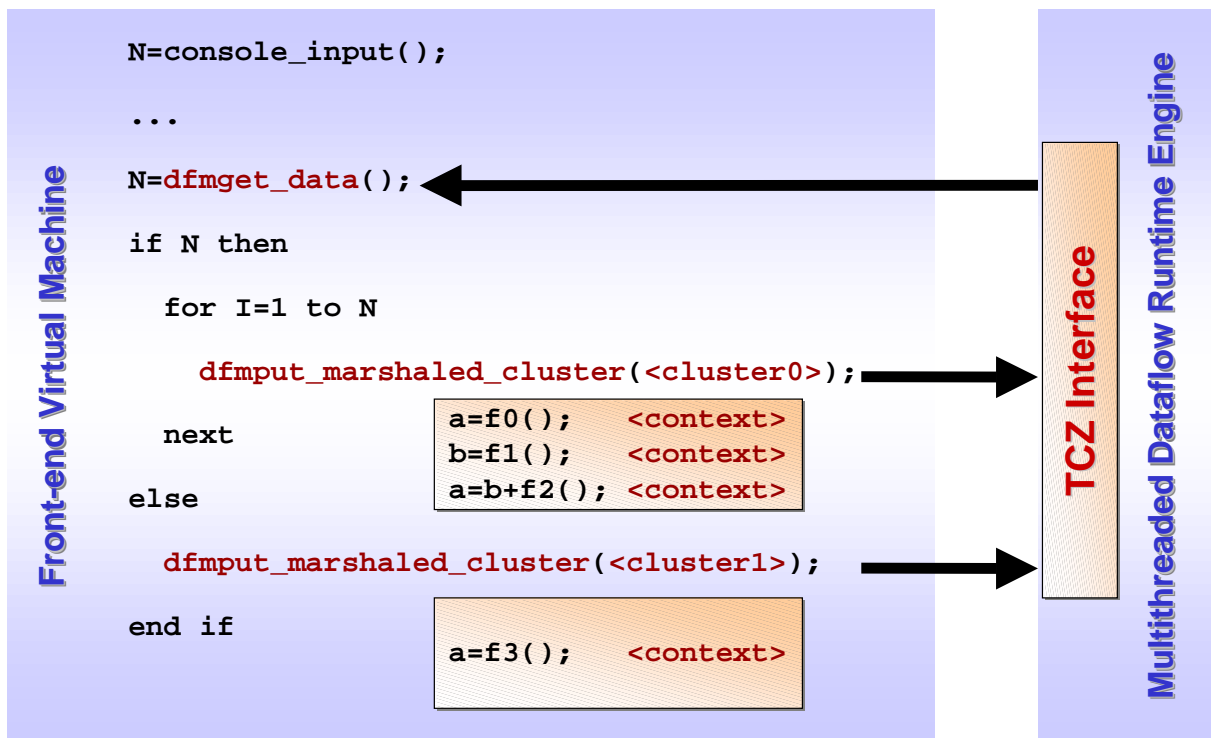 Front-end Virtual Machine
N=console_input();
...
N=dfmget_data();
if N then
for I=1 to N
dfmput_marshaled_cluster(<cluster0>);
a=f0(); <context>
b=f1(); <context>
a=b+f2(); <context>
next
else
dfmput_marshaled_cluster(<cluster1>);
a=f3(); <context>
end if
TCZ Interface
Multithreaded Dataflow Runtime Engine